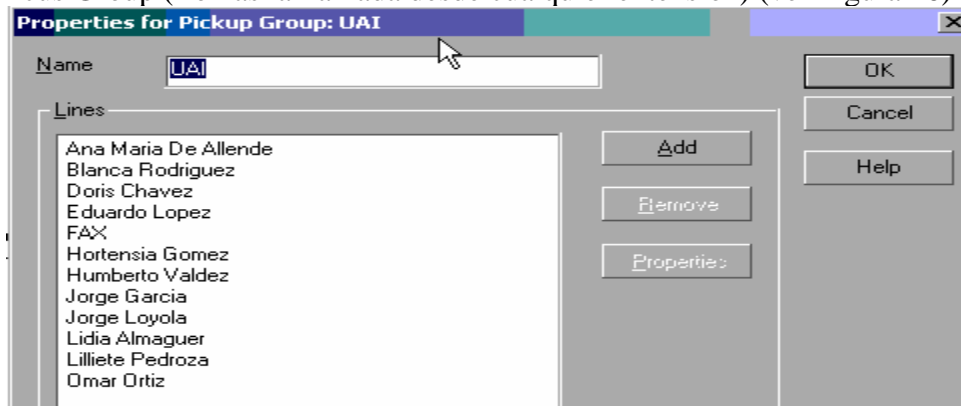 Properties for Pickup Group: UAI
Name UAI
OK
Lines
Cancel
Add
Help
Remove
Properties
Ana Maria De Allende
Blanca Rodriguez
Doris Chavez
Eduardo Lopez
FAX
Hortensia Gomez
Humberto Valdez
Jorge Garcia
Jorge Loyola
Lidia Almaguer
Lilliete Pedroza
Omar Ortiz